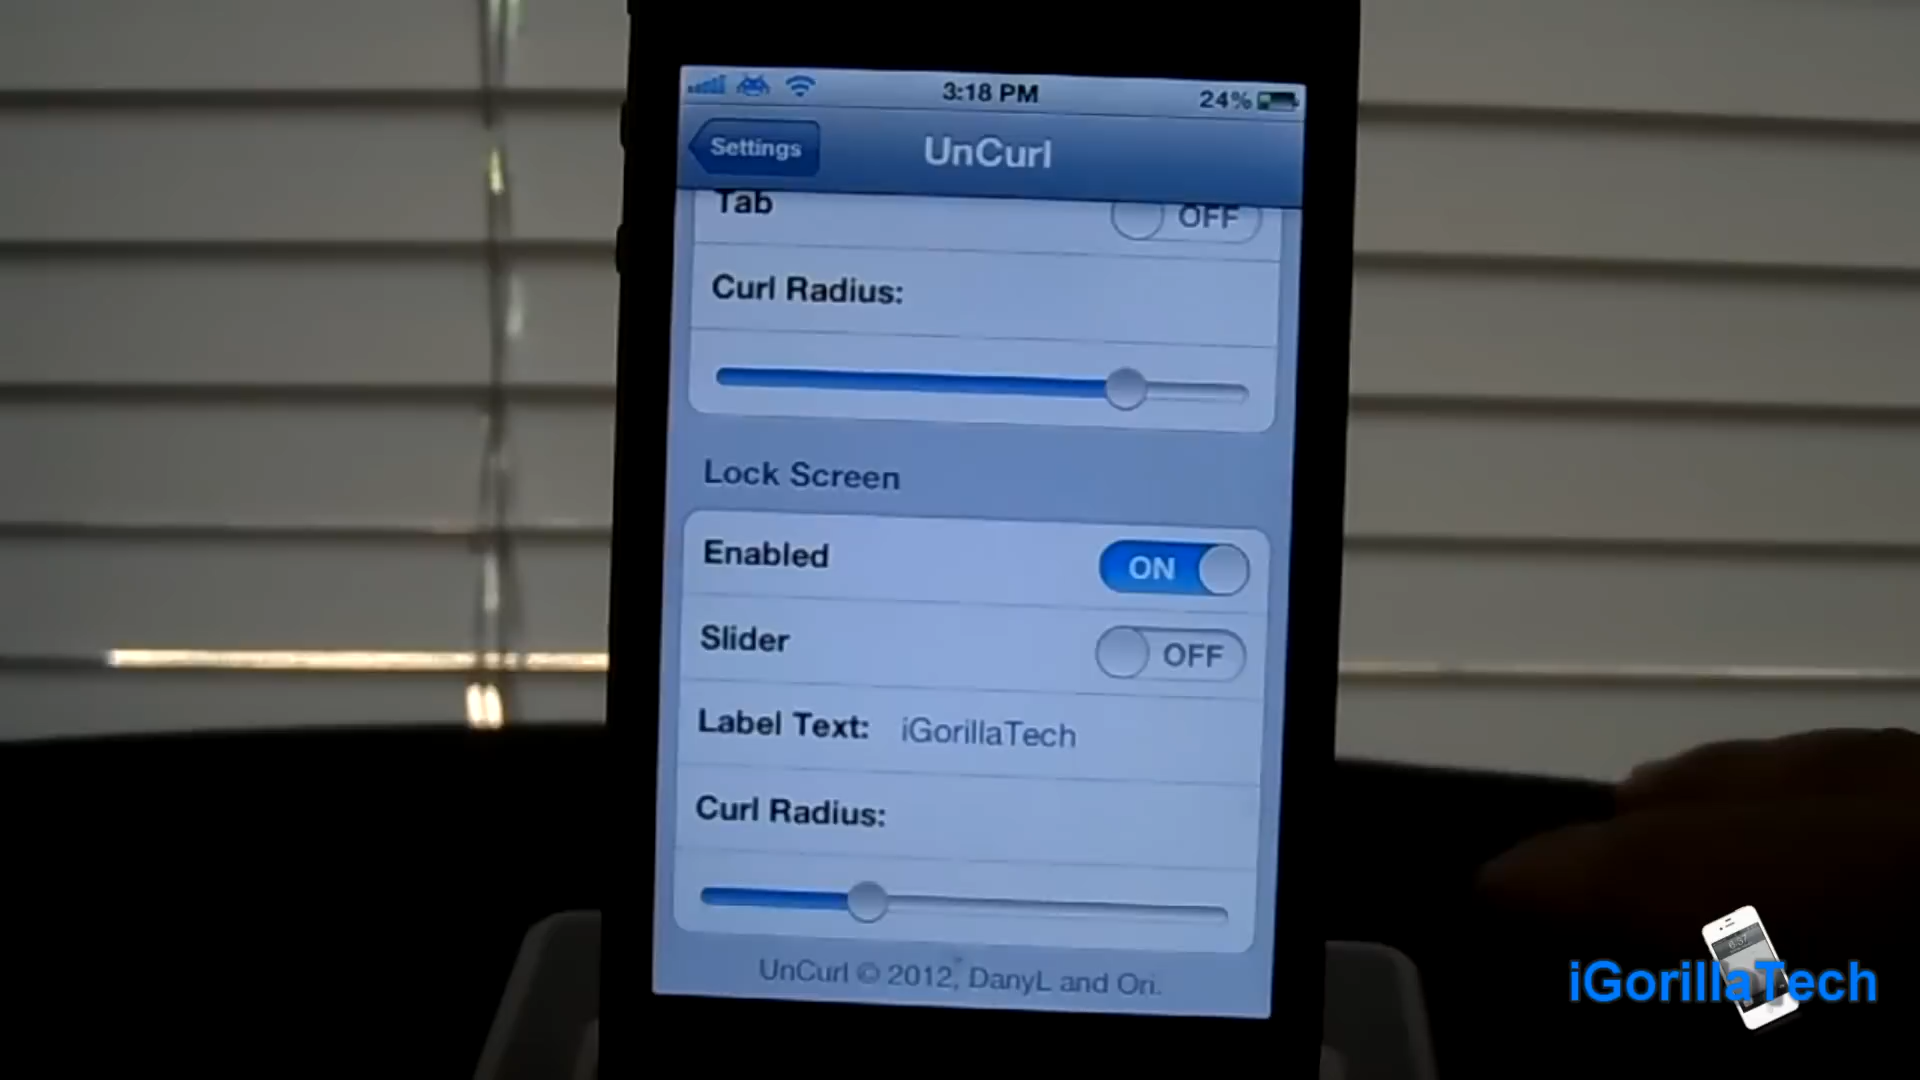 3:18 PM
24%
Settings
UnCurl
Tab
OFF
Curl Radius:
Lock Screen
Enabled
ON
Slider
OFF
Label Text: iGorillaTech
Curl Radius:
UnCurl © 2012, DanyL and Ori.
iGorillaTech